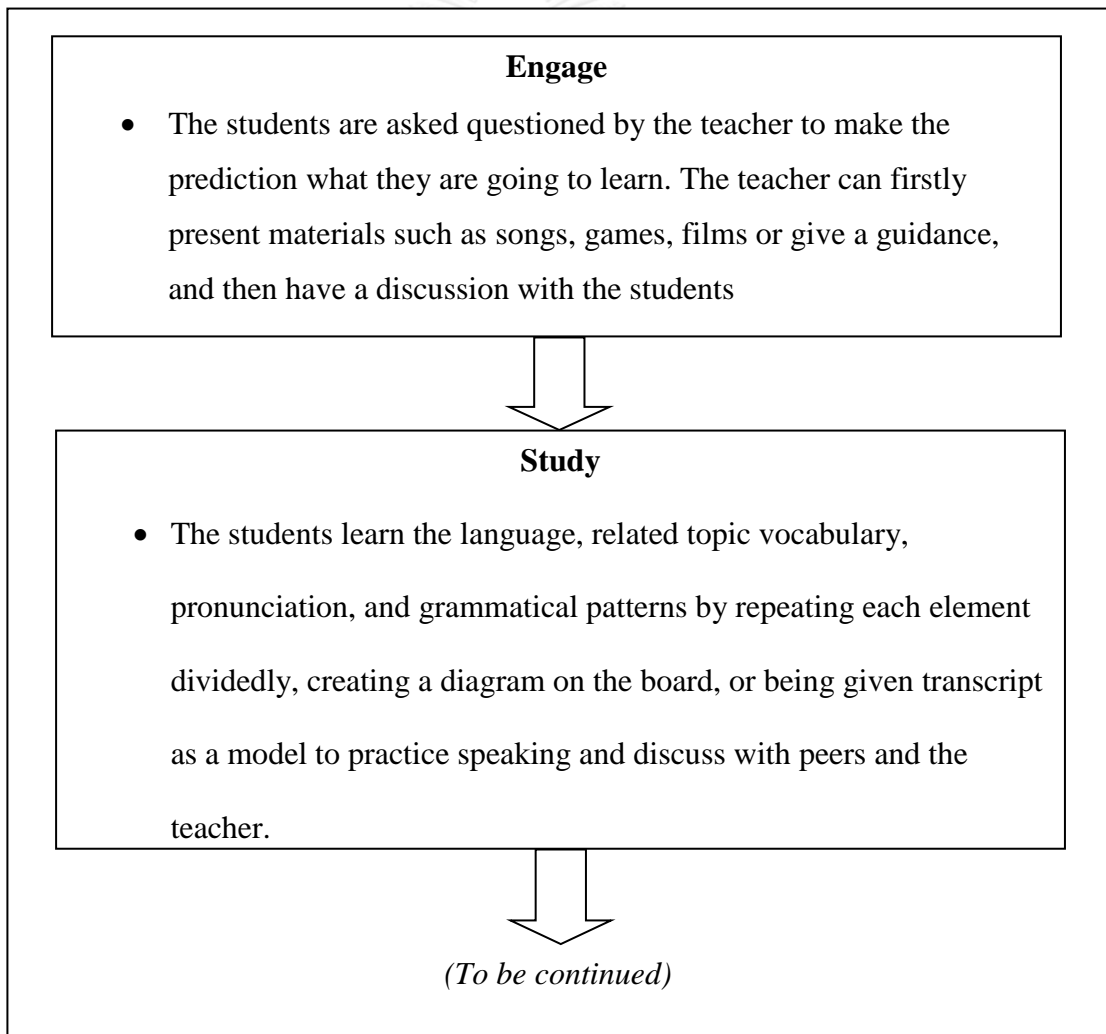 Engage
• The students are asked questioned by the teacher to make the
prediction what they are going to learn. The teacher can firstly
present materials such as songs, games, films or give a guidance,
and then have a discussion with the students
Study
• The students learn the language, related topic vocabulary,
pronunciation, and grammatical patterns by repeating each element
dividedly, creating a diagram on the board, or being given transcript
as a model to practice speaking and discuss with peers and the
teacher.
(To be continued)